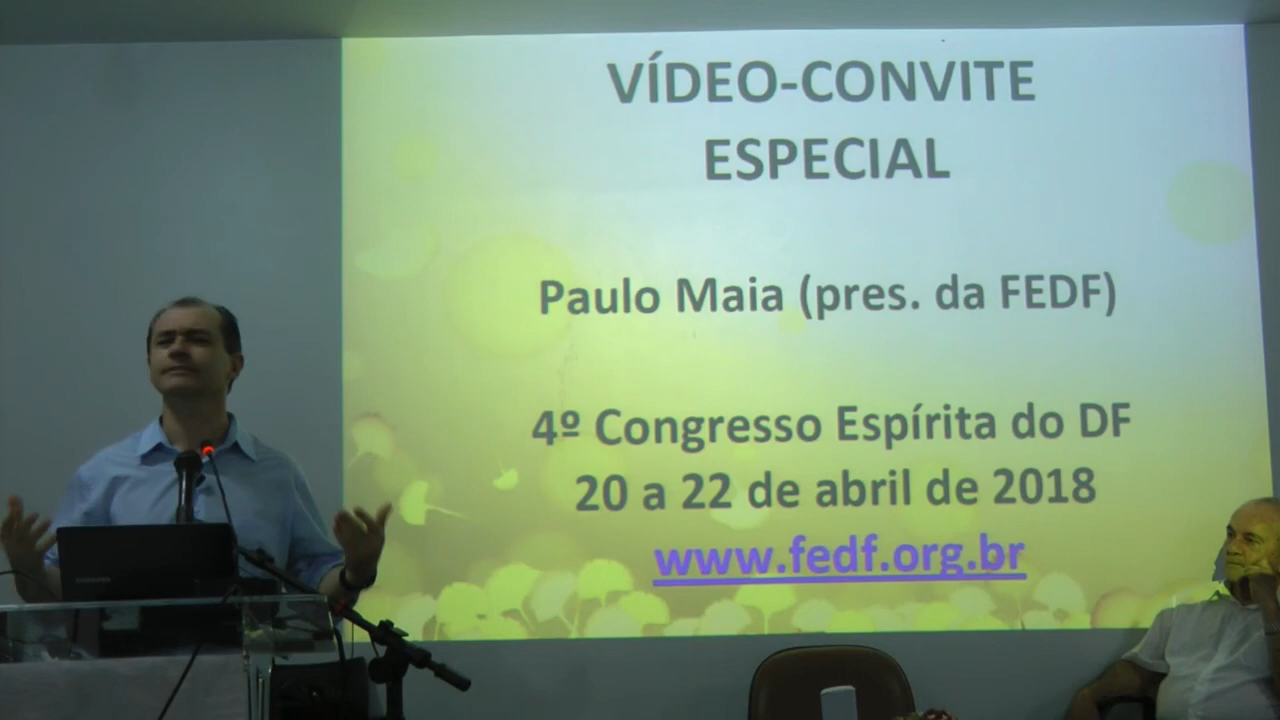 VÍDEO-CONVITE
ESPECIAL
Paulo Maia (pres. da FEDF)
4º Congresso Espírita do DF
20 a 22 de abril de 2018
www.fedf.org.br